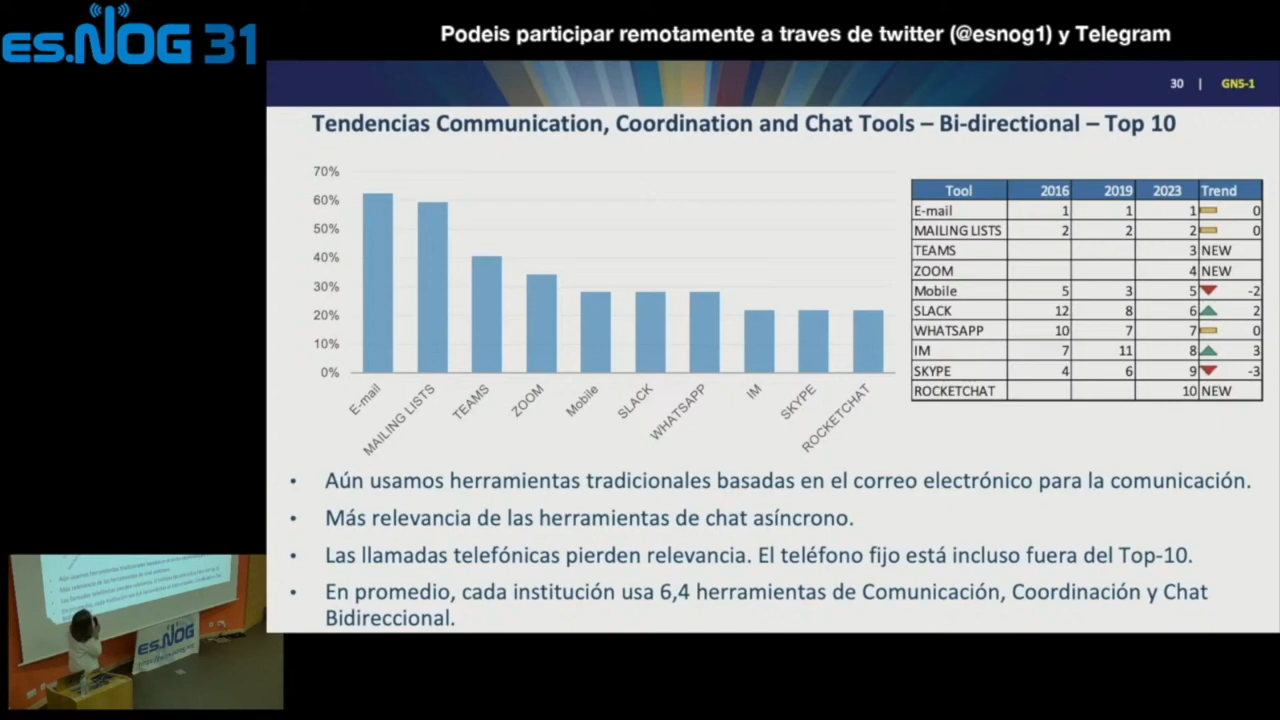 es.NOG 31
Podeis participar remotamente a traves de twitter (@esnog1) y Telegram
30 | GN5-1
Tendencias Communication, Coordination and Chat Tools – Bi-directional – Top 10
70%
60%
50%
40%
30%
20%
10%
0%
E-mail
MAILING LISTS
TEAMS
ZOOM
Mobile
SLACK
WHATSAPP
IM
SKYPE
ROCKETCHAT
Tool 2016 2019 2023 Trend
E-mail 1 1 1 0
MAILING LISTS 2 2 2 0
TEAMS 3 NEW
ZOOM 4 NEW
Mobile 5 3 5 -2
SLACK 12 8 6 2
WHATSAPP 10 7 7 0
IM 7 11 8 3
SKYPE 4 6 9 -3
ROCKETCHAT 10 NEW
• Aún usamos herramientas tradicionales basadas en el correo electrónico para la comunicación.
• Más relevancia de las herramientas de chat asíncrono.
• Las llamadas telefónicas pierden relevancia. El teléfono fijo está incluso fuera del Top-10.
• En promedio, cada institución usa 6,4 herramientas de Comunicación, Coordinación y Chat
Bidireccional.
es.NOG